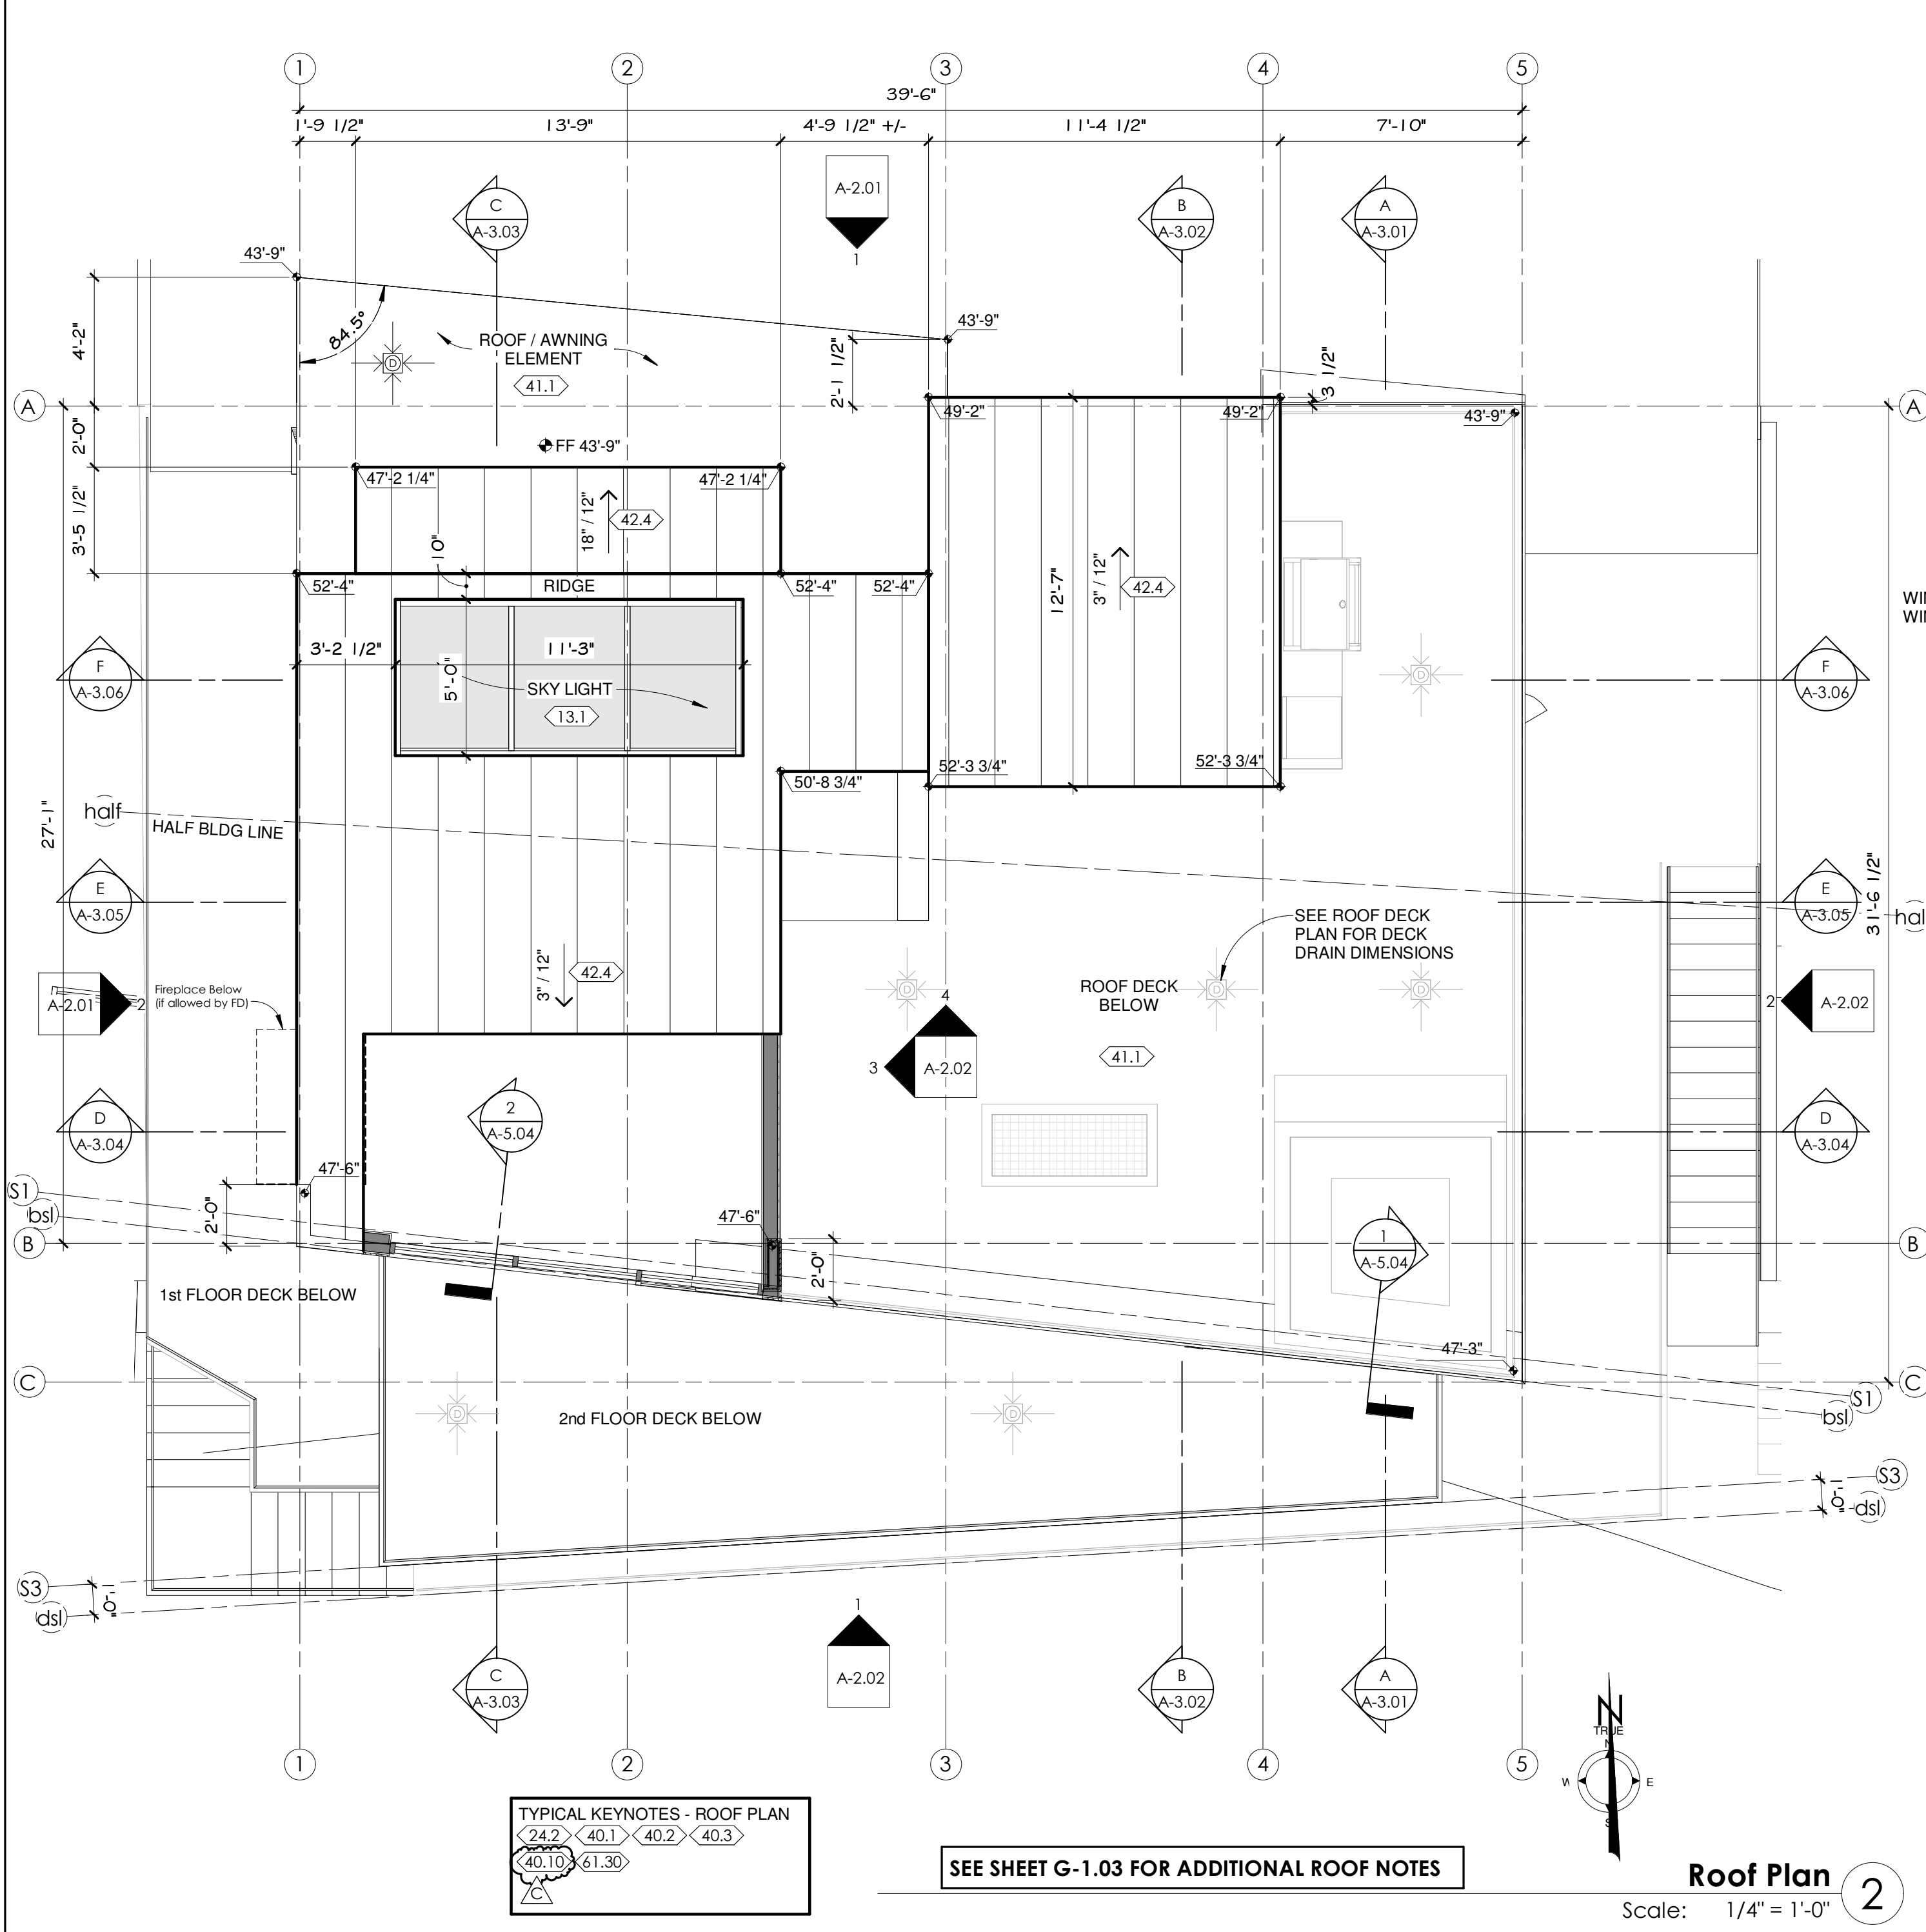 1
2
3
4
5
39'-6"
1'-9 1/2"
13'-9"
4'-9 1/2" +/-
11'-4 1/2"
7'-10"
C
A-3.03
A-2.01
1
B
A-3.02
A
A-3.01
43'-9"
43'-9"
84.5°
ROOF / AWNING
ELEMENT
41.1
4'-2"
2'-1 1/2"
3 1/2"
A
A
49'-2"
49'-2"
43'-9"
2'-0"
FF 43'-9"
47'-2 1/4"
47'-2 1/4"
3'-5 1/2"
18" / 12"
42.4
10"
RIDGE
52'-4"
52'-4"
52'-4"
12'-7"
3" / 12"
42.4
WI
WI
3'-2 1/2"
11'-3"
5'-0"
SKY LIGHT
13.1
F
A-3.06
F
A-3.06
52'-3 3/4"
52'-3 3/4"
50'-8 3/4"
D
D
D
D
D
half
HALF BLDG LINE
27'-1"
31'-6 1/2"
E
A-3.05
E
A-3.05
hal
SEE ROOF DECK
PLAN FOR DECK
DRAIN DIMENSIONS
3" / 12"
42.4
ROOF DECK
BELOW
41.1
A-2.01
2
Fireplace Below
(if allowed by FD)
4
3
A-2.02
2
A-2.02
D
A-3.04
2
A-5.04
D
A-3.04
47'-6"
S1
bsl
B
2'-0"
47'-6"
2'-0"
1
A-5.04
B
1st FLOOR DECK BELOW
47'-3"
C
C
S1
bsl
D
2nd FLOOR DECK BELOW
D
S3
1'-0"
dsl
S3
1'-0"
dsl
1
A-2.02
C
A-3.03
B
A-3.02
A
A-3.01
1
2
3
4
5
N
TRUE
N
W
E
S
TYPICAL KEYNOTES - ROOF PLAN
24.2 40.1 40.2 40.3
40.10 61.30
C
SEE SHEET G-1.03 FOR ADDITIONAL ROOF NOTES
Roof Plan
2
Scale: 1/4" = 1'-0"